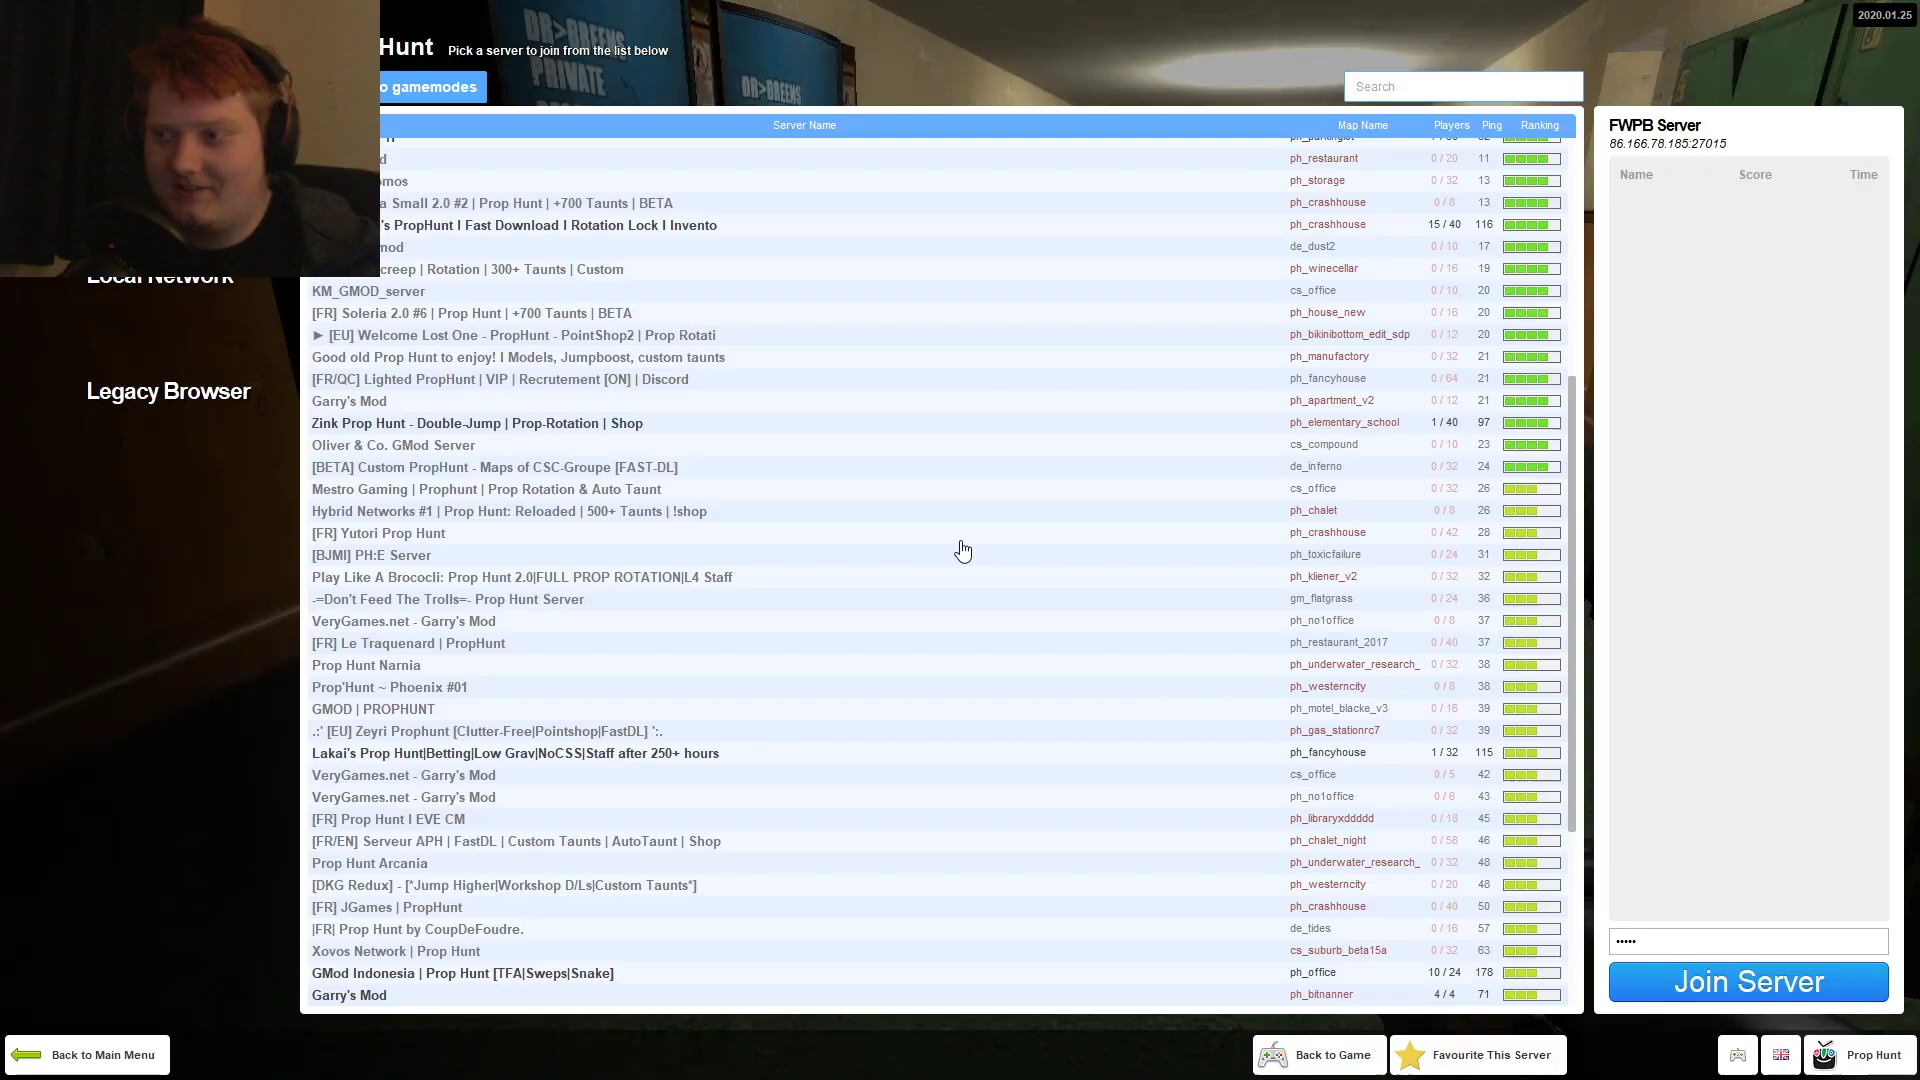 2020.01.25
DR>BREENS
PRIVATE
DR>BREENS
Hunt Pick a server to join from the list below
o gamemodes
Search
Server Name Map Name Players Ping Ranking
d ph_restaurant 0 / 20 11
omos ph_storage 0 / 32 13
a Small 2.0 #2 | Prop Hunt | +700 Taunts | BETA ph_crashhouse 0 / 8 13
's PropHunt I Fast Download I Rotation Lock I Invento ph_crashhouse 15 / 40 116
mod de_dust2 0 / 10 17
creep | Rotation | 300+ Taunts | Custom ph_winecellar 0 / 16 19
KM_GMOD_server cs_office 0 / 10 20
[FR] Soleria 2.0 #6 | Prop Hunt | +700 Taunts | BETA ph_house_new 0 / 16 20
► [EU] Welcome Lost One - PropHunt - PointShop2 | Prop Rotati ph_bikinibottom_edit_sdp 0 / 12 20
Good old Prop Hunt to enjoy! I Models, Jumpboost, custom taunts ph_manufactory 0 / 32 21
[FR/QC] Lighted PropHunt | VIP | Recrutement [ON] | Discord ph_fancyhouse 0 / 64 21
Garry's Mod ph_apartment_v2 0 / 12 21
Zink Prop Hunt - Double-Jump | Prop-Rotation | Shop ph_elementary_school 1 / 40 97
Oliver & Co. GMod Server cs_compound 0 / 10 23
[BETA] Custom PropHunt - Maps of CSC-Groupe [FAST-DL] de_inferno 0 / 32 24
Mestro Gaming | Prophunt | Prop Rotation & Auto Taunt cs_office 0 / 32 26
Hybrid Networks #1 | Prop Hunt: Reloaded | 500+ Taunts | !shop ph_chalet 0 / 8 26
[FR] Yutori Prop Hunt ph_crashhouse 0 / 42 28
[BJMI] PH:E Server ph_toxicfailure 0 / 24 31
Play Like A Brococli: Prop Hunt 2.0|FULL PROP ROTATION|L4 Staff ph_kliener_v2 0 / 32 32
-=Don't Feed The Trolls=- Prop Hunt Server gm_flatgrass 0 / 24 36
VeryGames.net - Garry's Mod ph_no1office 0 / 8 37
[FR] Le Traquenard | PropHunt ph_restaurant_2017 0 / 40 37
Prop Hunt Narnia ph_underwater_research_ 0 / 32 38
Prop'Hunt ~ Phoenix #01 ph_westerncity 0 / 8 38
GMOD | PROPHUNT ph_motel_blacke_v3 0 / 16 39
.:' [EU] Zeyri Prophunt [Clutter-Free|Pointshop|FastDL] ':. ph_gas_stationrc7 0 / 32 39
Lakai's Prop Hunt|Betting|Low Grav|NoCSS|Staff after 250+ hours ph_fancyhouse 1 / 32 115
VeryGames.net - Garry's Mod cs_office 0 / 5 42
VeryGames.net - Garry's Mod ph_no1office 0 / 6 43
[FR] Prop Hunt I EVE CM ph_libraryxddddd 0 / 18 45
[FR/EN] Serveur APH | FastDL | Custom Taunts | AutoTaunt | Shop ph_chalet_night 0 / 58 46
Prop Hunt Arcania ph_underwater_research_ 0 / 32 48
[DKG Redux] - [*Jump Higher|Workshop D/Ls|Custom Taunts*] ph_westerncity 0 / 20 48
[FR] JGames | PropHunt ph_crashhouse 0 / 40 50
|FR| Prop Hunt by CoupDeFoudre. de_tides 0 / 16 57
Xovos Network | Prop Hunt cs_suburb_beta15a 0 / 32 63
GMod Indonesia | Prop Hunt [TFA|Sweps|Snake] ph_office 10 / 24 178
Garry's Mod ph_bitnanner 4 / 4 71
Local Network
Legacy Browser
FWPB Server
86.166.78.185:27015
Name Score Time
•••••
Join Server
Back to Main Menu
Back to Game
Favourite This Server
Prop Hunt